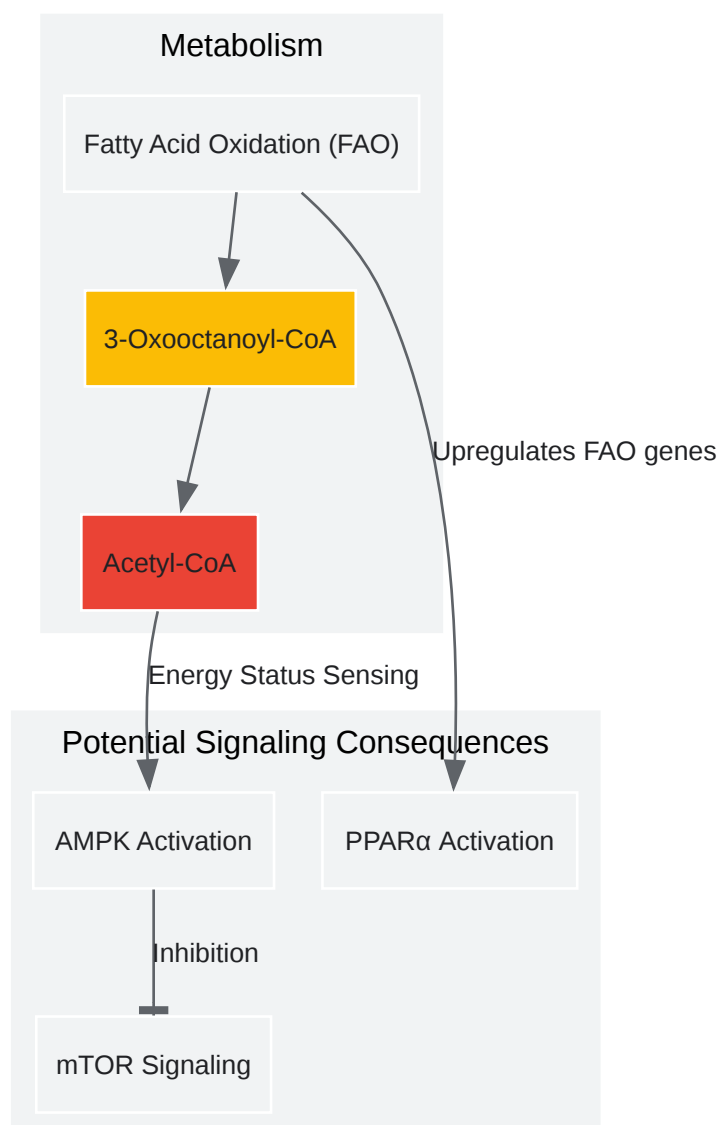 Metabolism
Fatty Acid Oxidation (FAO)
3-Oxooctanoyl-CoA
Upregulates FAO genes
Acetyl-CoA
Energy Status Sensing
Potential Signaling Consequences
AMPK Activation
PPARα Activation
Inhibition
mTOR Signaling